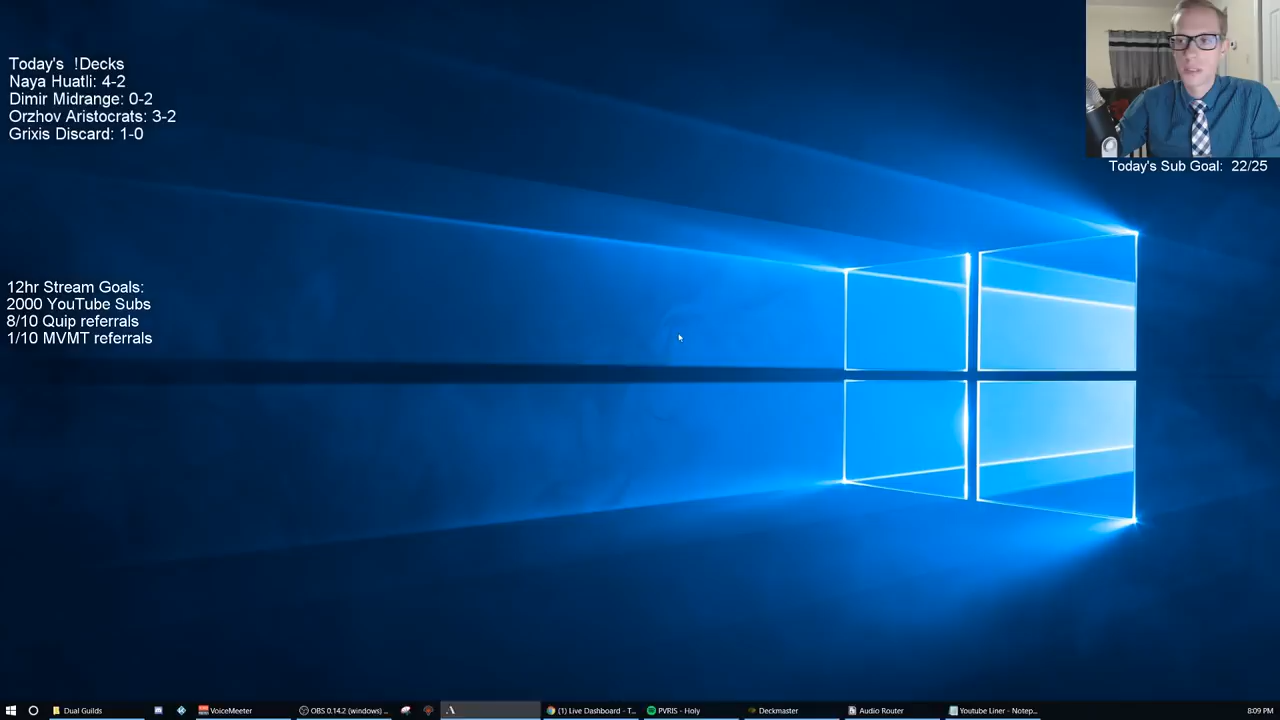 Today's !Decks
Naya Huatli: 4-2
Dimir Midrange: 0-2
Orzhov Aristocrats: 3-2
Grixis Discard: 1-0
Today's Sub Goal: 22/25
12hr Stream Goals:
2000 YouTube Subs
8/10 Quip referrals
1/10 MVMT referrals
Dual Guilds
VoiceMeeter
OBS 0.14.2 (windows) ...
(1) Live Dashboard - T...
PVRIS - Holy
Deckmaster
Audio Router
Youtube Liner - Notep...
8:09 PM